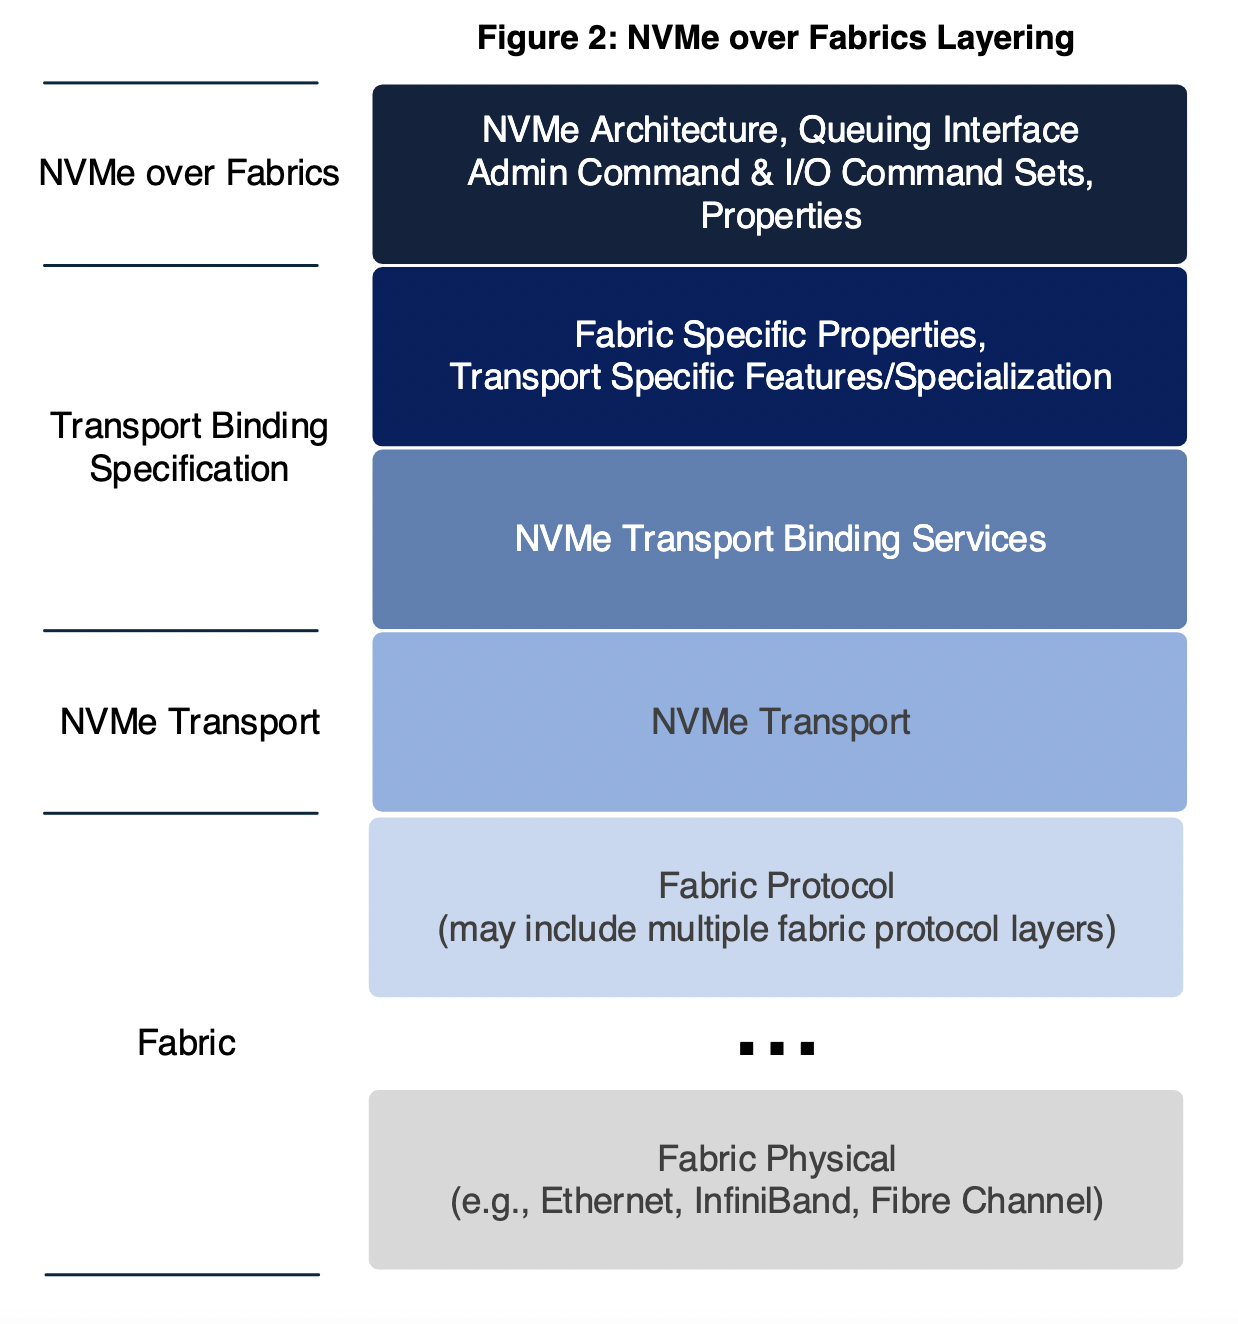 Figure 2: NVMe over Fabrics Layering
NVMe over Fabrics
NVMe Architecture, Queuing Interface
Admin Command & I/O Command Sets,
Properties
Transport Binding
Specification
Fabric Specific Properties,
Transport Specific Features/Specialization
NVMe Transport Binding Services
NVMe Transport
NVMe Transport
Fabric
Fabric Protocol
(may include multiple fabric protocol layers)
...
Fabric Physical
(e.g., Ethernet, InfiniBand, Fibre Channel)